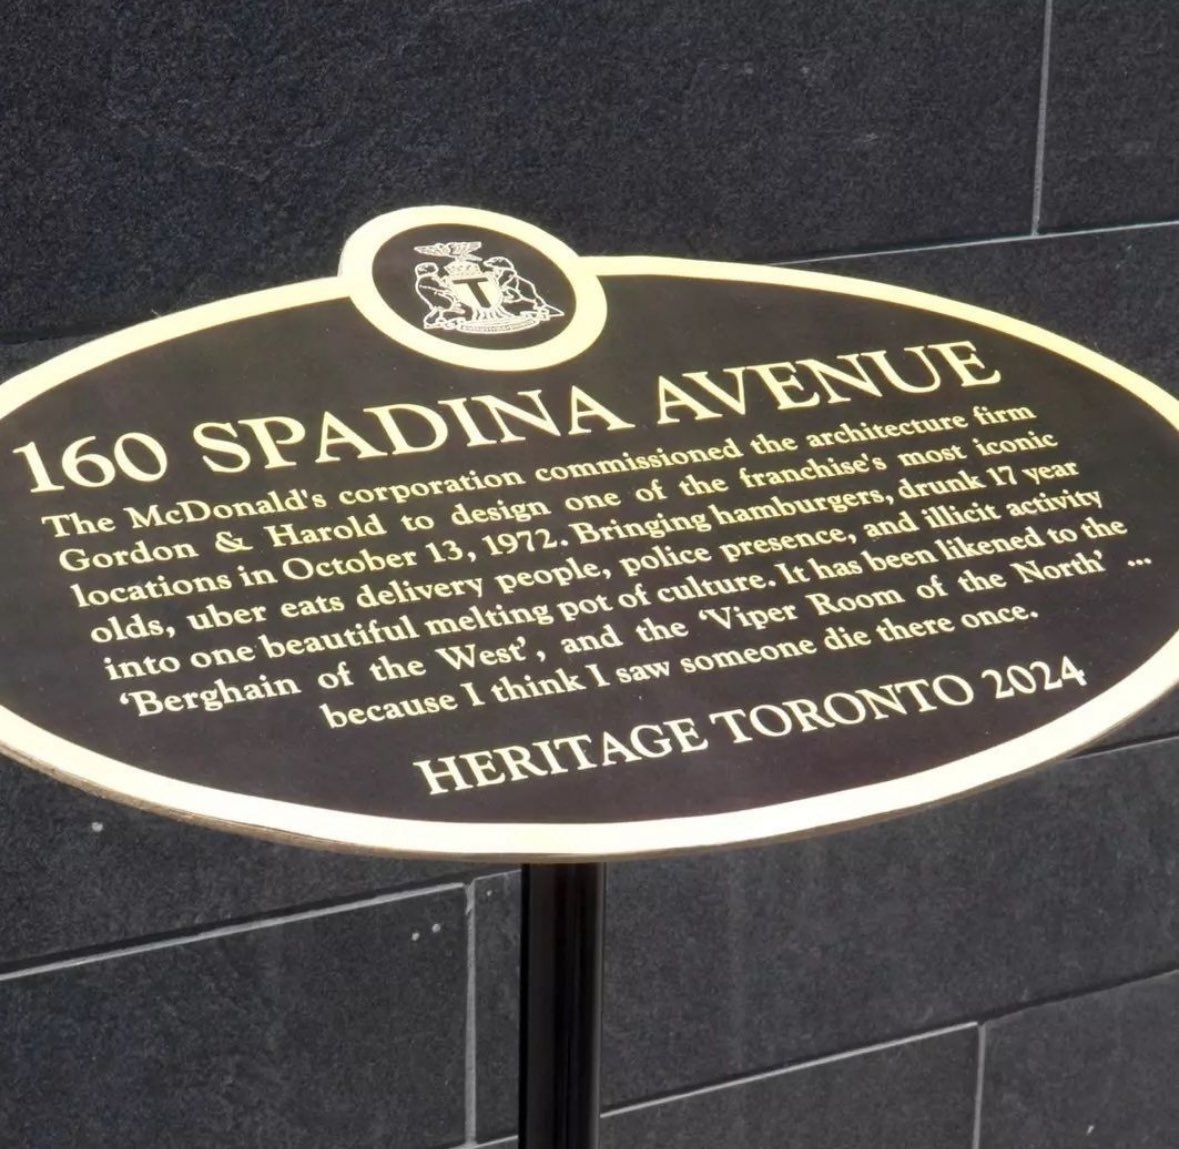 T
160 SPADINA AVENUE
The McDonald's corporation commissioned the architecture firm
Gordon & Harold to design one of the franchise's most iconic
locations in October 13, 1972. Bringing hamburgers, drunk 17 year
olds, uber eats delivery people, police presence, and illicit activity
into one beautiful melting pot of culture. It has been likened to the
‘Berghain of the West’, and the ‘Viper Room of the North’ ...
because I think I saw someone die there once.
HERITAGE TORONTO 2024